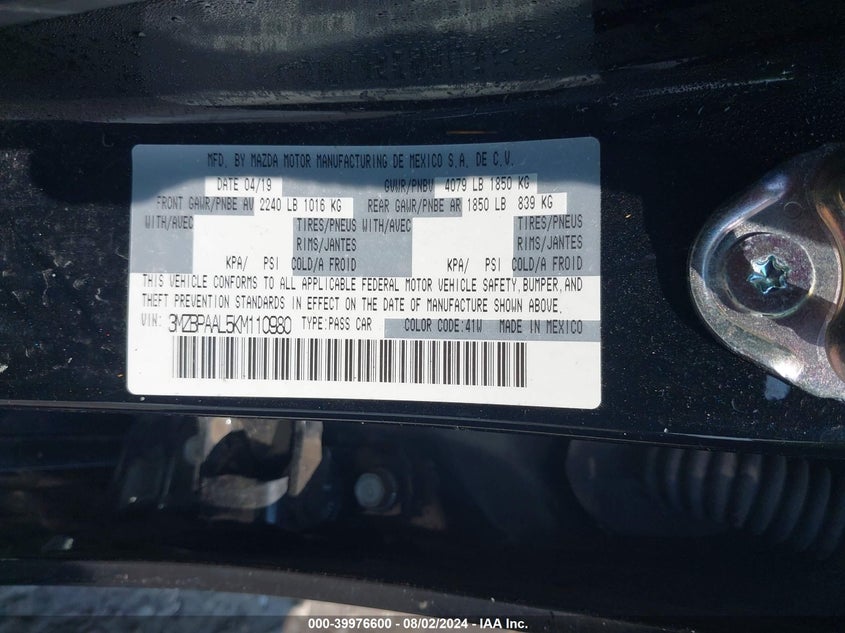 MFD. BY MAZDA MOTOR MANUFACTURING DE MEXICO S.A. DE C.V.
DATE 04/19 GVWR/PNBV 4079 LB 1850 KG
FRONT GAWR/PNBE AV 2240 LB 1016 KG REAR GAWR/PNBE AR 1850 LB 839 KG
WITH/AVEC TIRES/PNEUS WITH/AVEC TIRES/PNEUS
RIMS/JANTES RIMS/JANTES
KPA/ PSI COLD/A FROID KPA/ PSI COLD/A FROID
THIS VEHICLE CONFORMS TO ALL APPLICABLE FEDERAL MOTOR VEHICLE SAFETY, BUMPER, AND
THEFT PREVENTION STANDARDS IN EFFECT ON THE DATE OF MANUFACTURE SHOWN ABOVE.
VIN: 3MZBPAAL5KM110980 TYPE: PASS CAR COLOR CODE: 41W MADE IN MEXICO
000-39976600 - 08/02/2024 - IAA Inc.